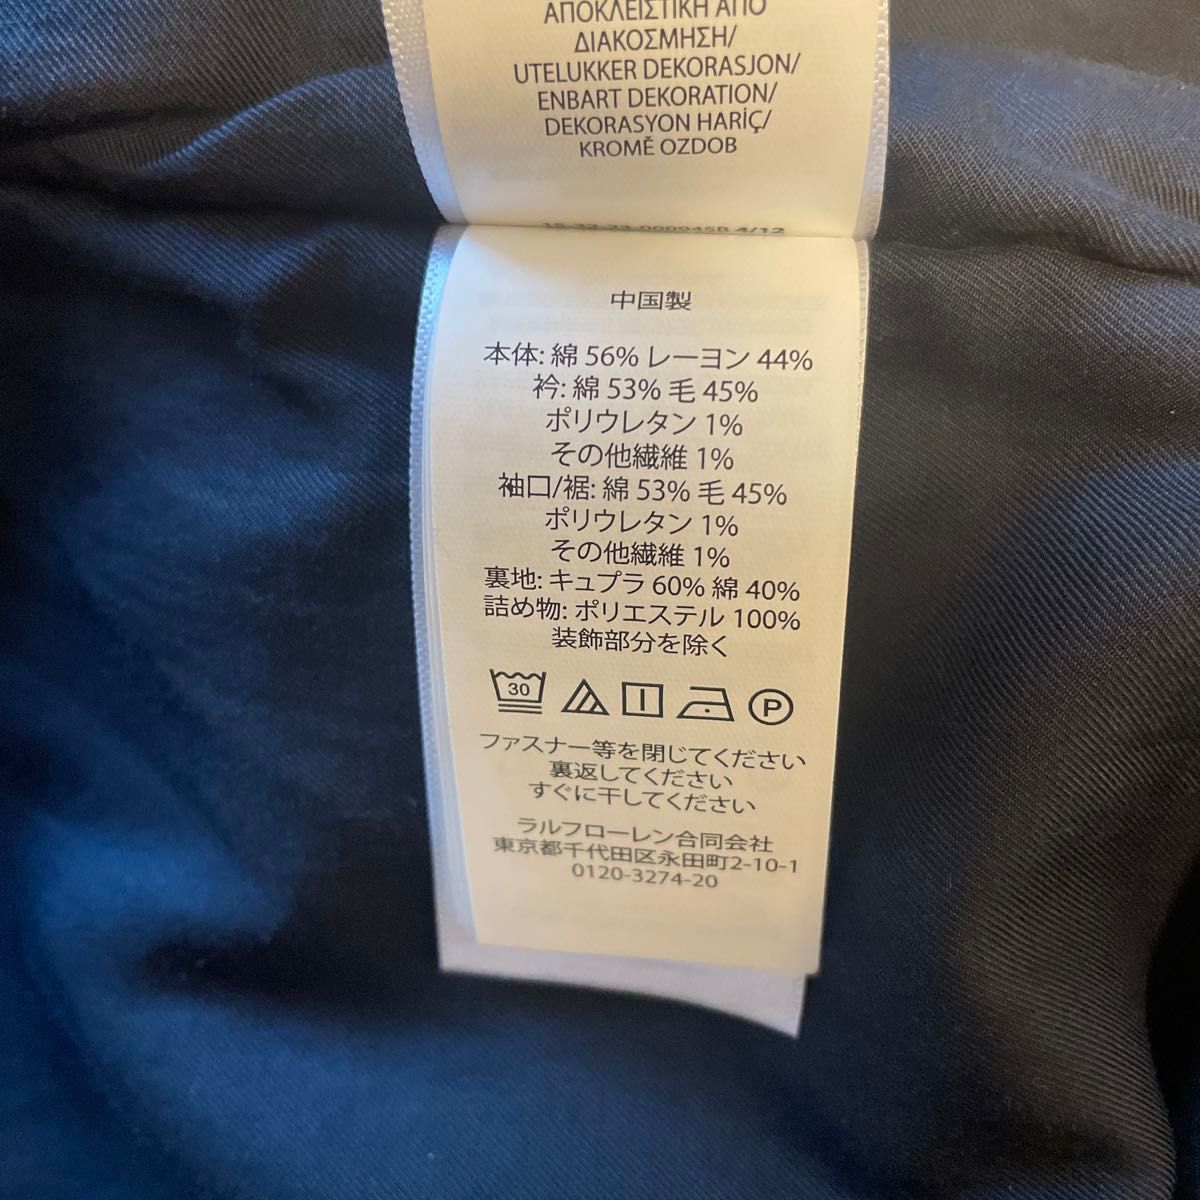 ΑΠΟΚΛΕΙΣΤΙΚΗ ΑΠΟ
ΔΙΑΚΟΣΜΗΣΗ/
UTELUKKER DEKORASJON/
ENBART DEKORATION/
DEKORASYON HARİÇ/
KROMĚ OZDOB
4/12
中国製
本体: 綿 56% レーヨン 44%
衿: 綿 53% 毛 45%
ポリウレタン 1%
その他繊維 1%
袖口/裾: 綿 53% 毛 45%
ポリウレタン 1%
その他繊維 1%
裏地: キュプラ 60% 綿 40%
詰め物: ポリエステル 100%
装飾部分を除く
30 P
ファスナー等を閉じてください
裏返してください
すぐに干してください
ラルフローレン合同会社
東京都千代田区永田町2-10-1
0120-3274-20